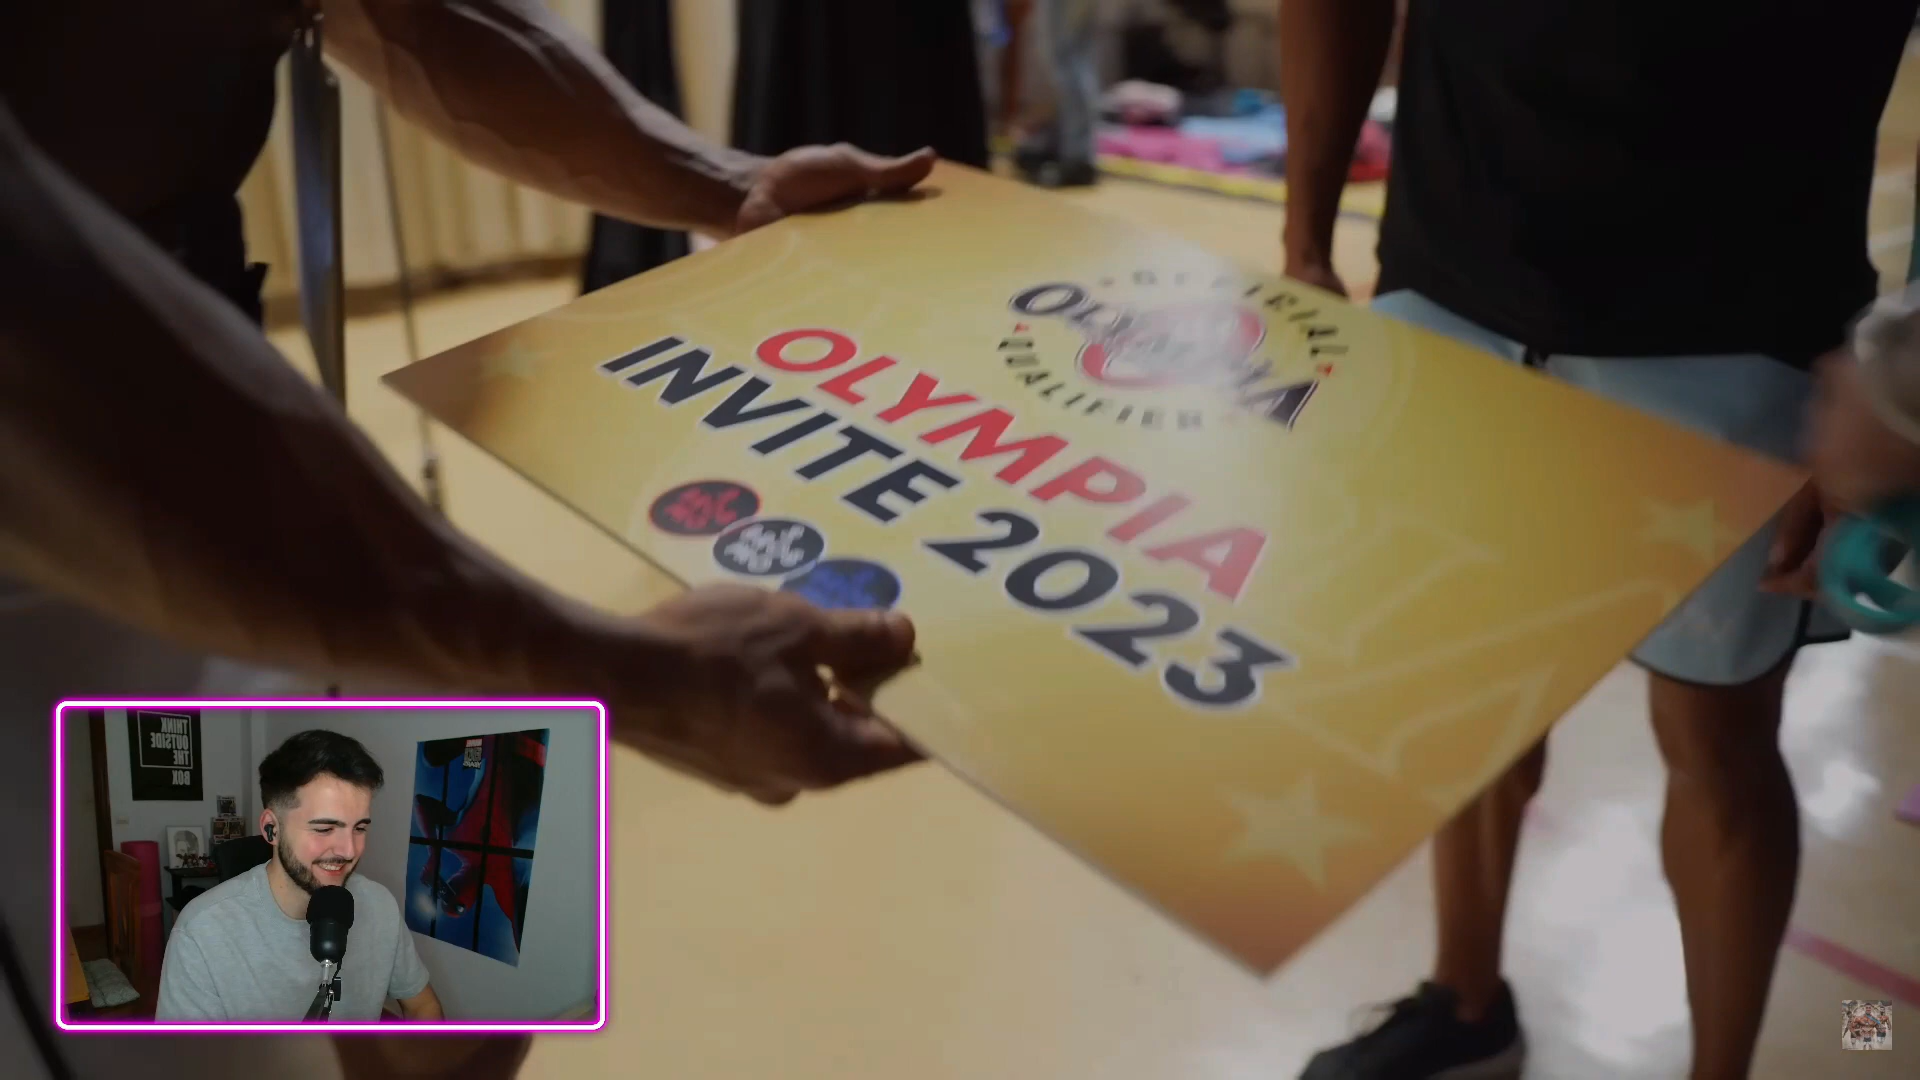 OFFICIAL
OLYMPIA
QUALIFIER
OLYMPIA
INVITE 2023
THINK
OUTSIDE
THE
BOX